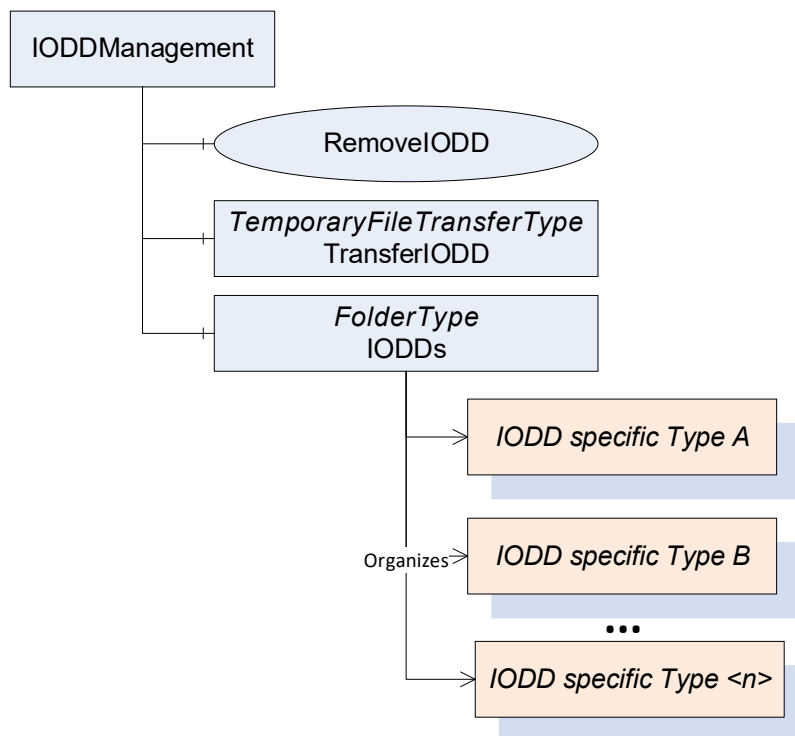 IODDManagement
RemoveIODD
TemporaryFileTransferType
TransferIODD
FolderType
IODDs
IODD specific Type A
Organizes
IODD specific Type B
...
IODD specific Type <n>